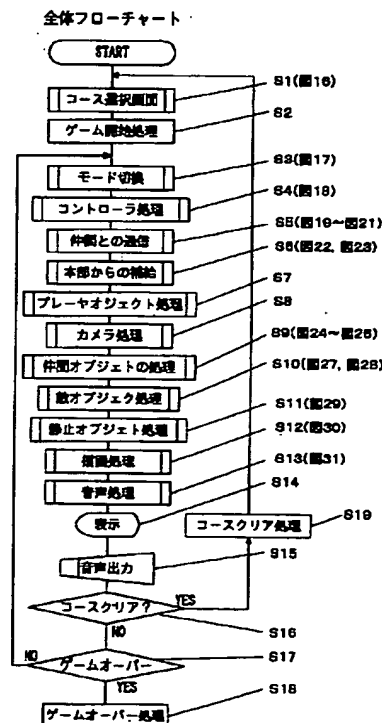 全体フローチャート
START
コース選択画面 S1(図16)
ゲーム開始処理 S2
モード切換 S3(図17)
コントローラ処理 S4(図18)
仲間との通信 S5(図19～図21)
本部からの補給 S6(図22, 図23)
プレーヤオジェクト処理 S7
カメラ処理 S8
仲間オブジェトの処理 S9(図24～図26)
敵オブジェク処理 S10(図27, 図28)
静止オブジェト処理 S11(図29)
描画処理 S12(図30)
音声処理 S13(図31)
表示 S14
コースクリア処理 S19
音声出力 S15
コースクリア? YES S16
NO
NO ゲームオーバー S17
YES
ゲームオーバー処理 S18